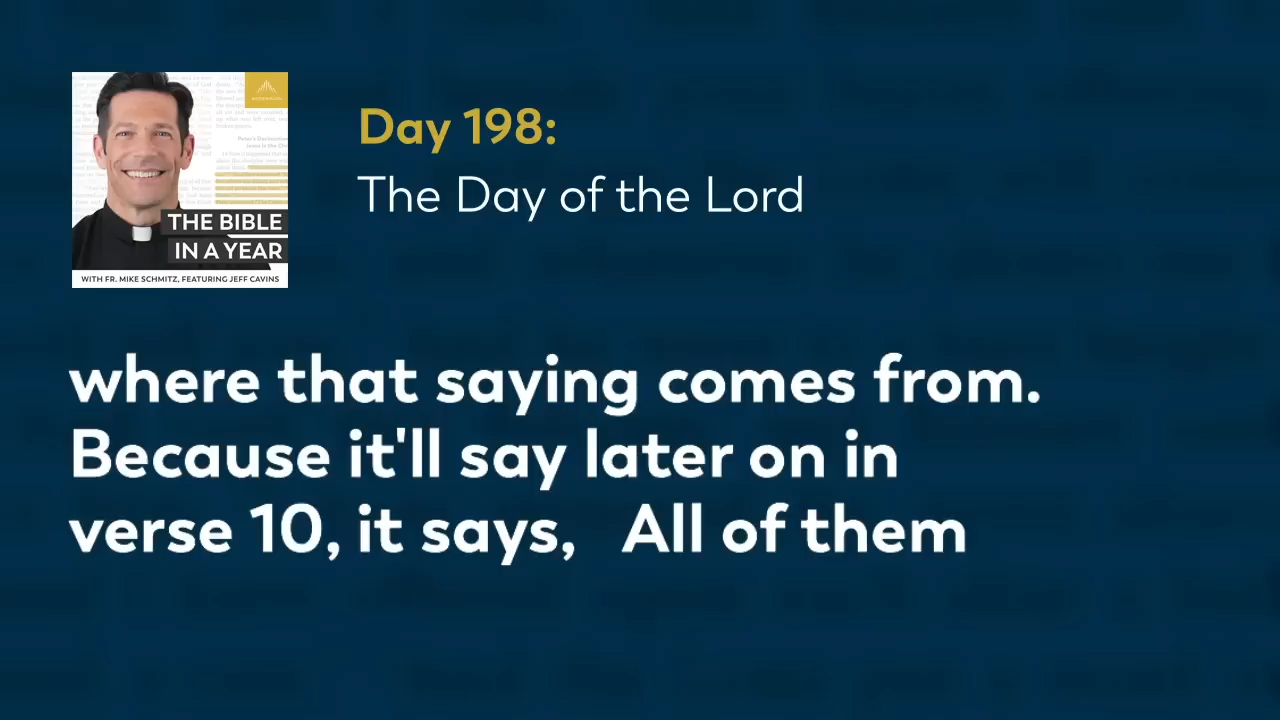 Day 198:
The Day of the Lord
THE BIBLE
IN A YEAR
WITH FR. MIKE SCHMITZ, FEATURING JEFF CAVINS
where that saying comes from.
Because it'll say later on in
verse 10, it says, All of them